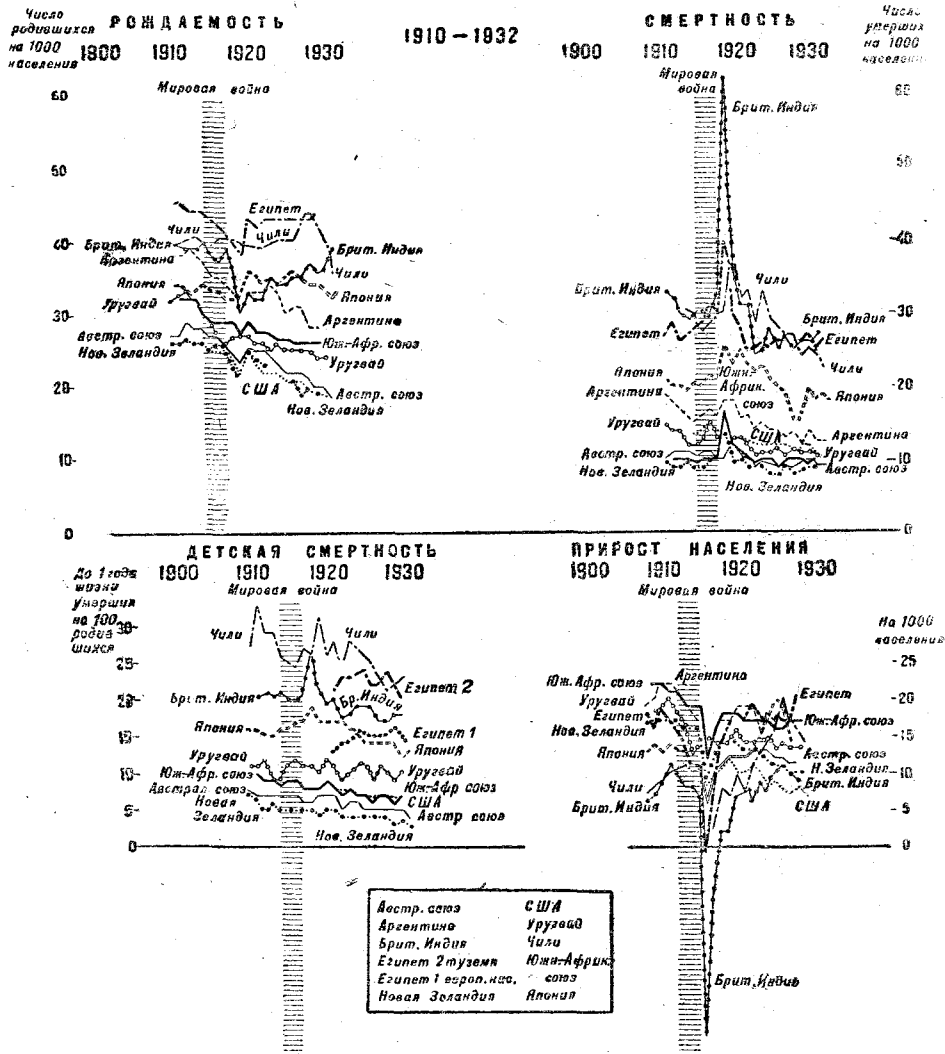 РОЖДАЕМОСТЬ
СМЕРТНОСТЬ
1910—1932
Число
родившихся
на 1000
населения
1800 1910 1920 1930
Мировая война
60
50
40
30
20
10
0
Египет
Чили
Чили
Брит. Индия
Аргентина
Япония
Уругвай
Австр. союз
Нов. Зеландия
Брит. Индия
Чили
Япония
Аргентина
Юж-Афр. союз
Уругвай
США
Австр. союз
Нов. Зеландия
Число
умерших
на 1000
населения
1900 1910 1920 1930
Мировая
война
60
50
40
30
20
10
0
Брит. Индия
Брит. Индия
Египет
Чили
Япония
Аргентина
Уругвай
Австр. союз
Нов. Зеландия
Южн.
Африк.
союз
США
Брит. Индия
Египет
Чили
Япония
Аргентина
Уругвай
Австр. союз
Нов. Зеландия
ДЕТСКАЯ СМЕРТНОСТЬ
До 1 года
жизни
умерших
на 100
родив
шихся
1900 1910 1920 1930
Мировая война
30
25
20
15
10
5
0
Чили
Чили
Брит. Индия
Бр. Индия
Египет 2
Япония
Египет 1
Япония
Уругвай
Уругвай
Юж-Афр. союз
Юж-Афр союз
Австрал союз
США
Новая
Зеландия
Австр союз
Нов. Зеландия
ПРИРОСТ НАСЕЛЕНИЯ
1900 1910 1920 1930
Мировая война
На 1000
населения
25
20
15
10
5
0
Юж. Афр. союз
Аргентина
Уругвай
Египет
Нов. Зеландия
Япония
Чили
Брит. Индия
Египет
Юж-Афр. союз
Австр союз
Н. Зеландия
Брит. Индия
США
Брит. Индия
Австр. союз США
Аргентина Уругвай
Брит. Индия Чили
Египет 2 туземн Южн-Африк.
Египет 1 европ. нас. союз
Новая Зеландия Япония